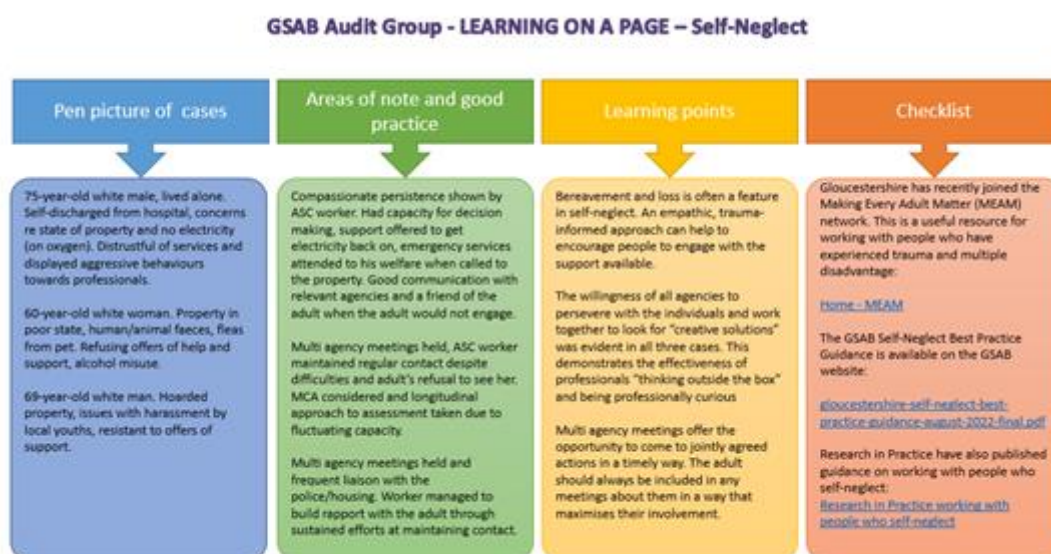 GSAB Audit Group - LEARNING ON A PAGE – Self-Neglect
Pen picture of cases
75-year-old white male, lived alone.
Self-discharged from hospital, concerns
re state of property and no electricity
(on oxygen). Distrustful of services and
displayed aggressive behaviours
towards professionals.
60-year-old white woman. Property in
poor state, human/animal faeces, fleas
from pet. Refusing offers of help and
support, alcohol misuse.
69-year-old white man. Hoarded
property, issues with harassment by
local youths, resistant to offers of
support.
Areas of note and good
practice
Compassionate persistence shown by
ASC worker. Had capacity for decision
making, support offered to get
electricity back on, emergency services
attended to his welfare when called to
the property. Good communication with
relevant agencies and a friend of the
adult when the adult would not engage.
Multi agency meetings held, ASC worker
maintained regular contact despite
difficulties and adult's refusal to see her.
MCA considered and longitudinal
approach to assessment taken due to
fluctuating capacity.
Multi agency meetings held and
frequent liaison with the
police/housing. Worker managed to
build rapport with the adult through
sustained efforts at maintaining contact.
Learning points
Bereavement and loss is often a feature
in self-neglect. An empathic, trauma-
informed approach can help to
encourage people to engage with the
support available.
The willingness of all agencies to
persevere with the individuals and work
together to look for "creative solutions"
was evident in all three cases. This
demonstrates the effectiveness of
professionals "thinking outside the box"
and being professionally curious
Multi agency meetings offer the
opportunity to come to jointly agreed
actions in a timely way. The adult
should always be included in any
meetings about them in a way that
maximises their involvement.
Checklist
Gloucestershire has recently joined the
Making Every Adult Matter (MEAM)
network. This is a useful resource for
working with people who have
experienced trauma and multiple
disadvantage:
Home - MEAM
The GSAB Self-Neglect Best Practice
Guidance is available on the GSAB
website:
gloucestershire-self-neglect-best-
practice-guidance-august-2022-final.pdf
Research in Practice have also published
guidance on working with people who
self-neglect:
Research in Practice working with
people who self-neglect